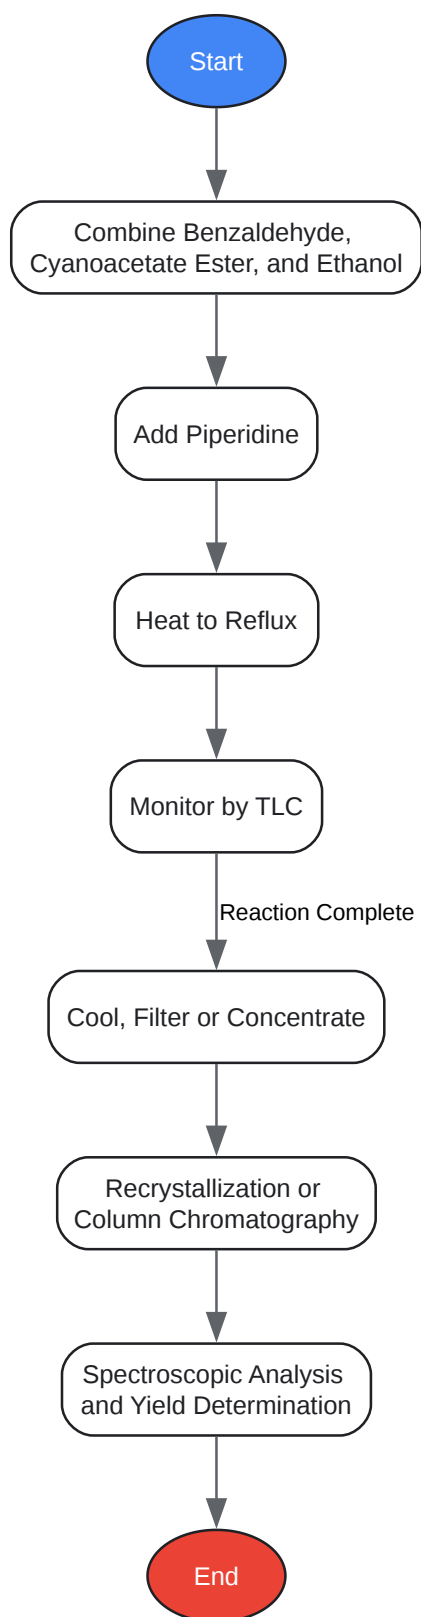 Start
Combine Benzaldehyde,
Cyanoacetate Ester, and Ethanol
Add Piperidine
Heat to Reflux
Monitor by TLC
Reaction Complete
Cool, Filter or Concentrate
Recrystallization or
Column Chromatography
Spectroscopic Analysis
and Yield Determination
End